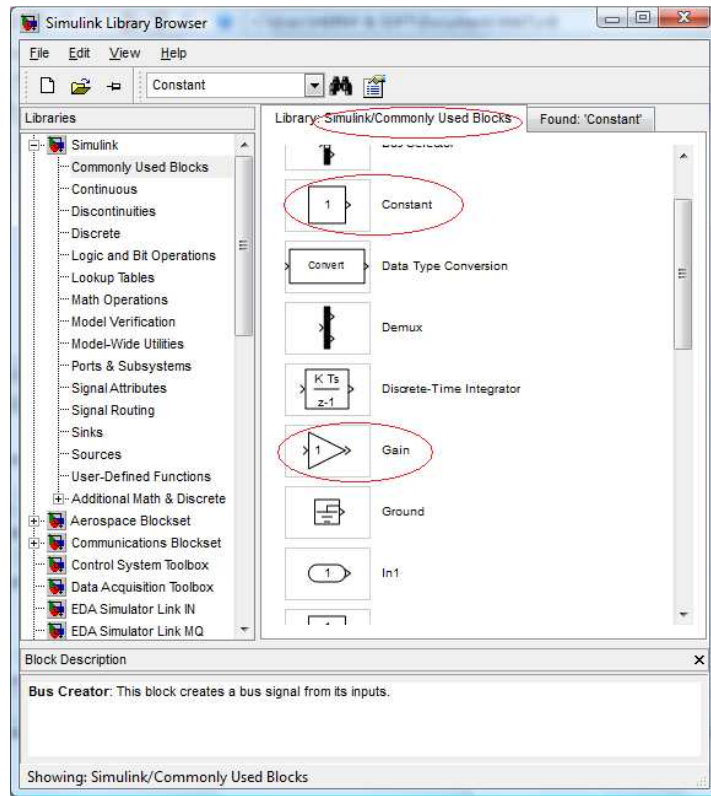 Simulink Library Browser
File Edit View Help
Constant
Libraries
Simulink
Commonly Used Blocks
Continuous
Discontinuities
Discrete
Logic and Bit Operations
Lookup Tables
Math Operations
Model Verification
Model-Wide Utilities
Ports & Subsystems
Signal Attributes
Signal Routing
Sinks
Sources
User-Defined Functions
Additional Math & Discrete
Aerospace Blockset
Communications Blockset
Control System Toolbox
Data Acquisition Toolbox
EDA Simulator Link IN
EDA Simulator Link MQ
Library: Simulink/Commonly Used Blocks Found: 'Constant'
1 Constant
Convert Data Type Conversion
Demux
K Ts
z-1
Discrete-Time Integrator
1 Gain
Ground
1 In1
Block Description
Bus Creator: This block creates a bus signal from its inputs.
Showing: Simulink/Commonly Used Blocks